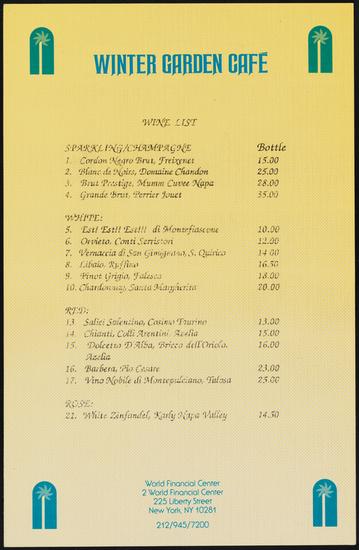 WINTER GARDEN CAFÉ
WINE LIST
SPARKLING/CHAMPAGNE Bottle
1. Cordon Negro Brut, Freixenet 15.00
2. Blanc de Noirs, Domaine Chandon 25.00
3. Brut Prestige, Mumm Cuvee Napa 28.00
4. Grande Brut, Perrier Jouet 35.00
WHITE:
5. Est! Est!! Est!!! di Montefiascone 10.00
6. Orvieto, Conti Serristori 12.00
7. Vernaccia di San Gimignano, S. Quirico 14.00
8. Libaio, Ruffino 16.50
9. Pinot Grigio, Falesca 18.00
10. Chardonnay, Santa Margherita 20.00
RED:
13. Salici Salentino, Cosimo Taurino 13.00
14. Chianti, Colli Arentini, Azelia 15.00
15. Dolcetto D'Alba, Bricco dell'Oriolo, 16.00
Azelia
16. Barbera, Pio Cesare 23.00
17. Vino Nobile di Montepulciano, Talosa 25.00
ROSE:
22. White Zinfandel, Karly Napa Valley 14.50
World Financial Center
2 World Financial Center
225 Liberty Street
New York, NY 10281
212/945/7200